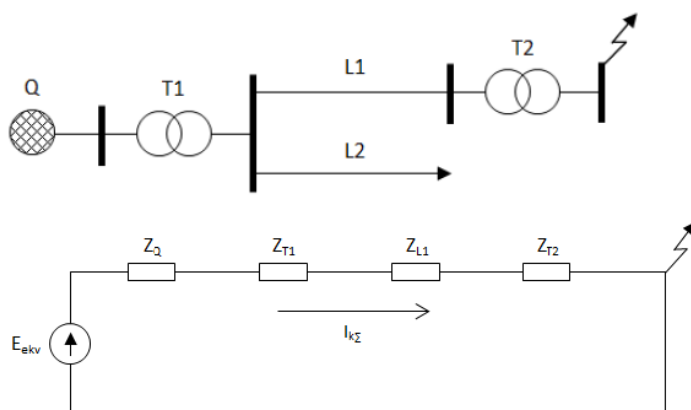 Q T1 L1 T2
L2
Z_Q Z_T1 Z_L1 Z_T2
I_kΣ
E_ekv